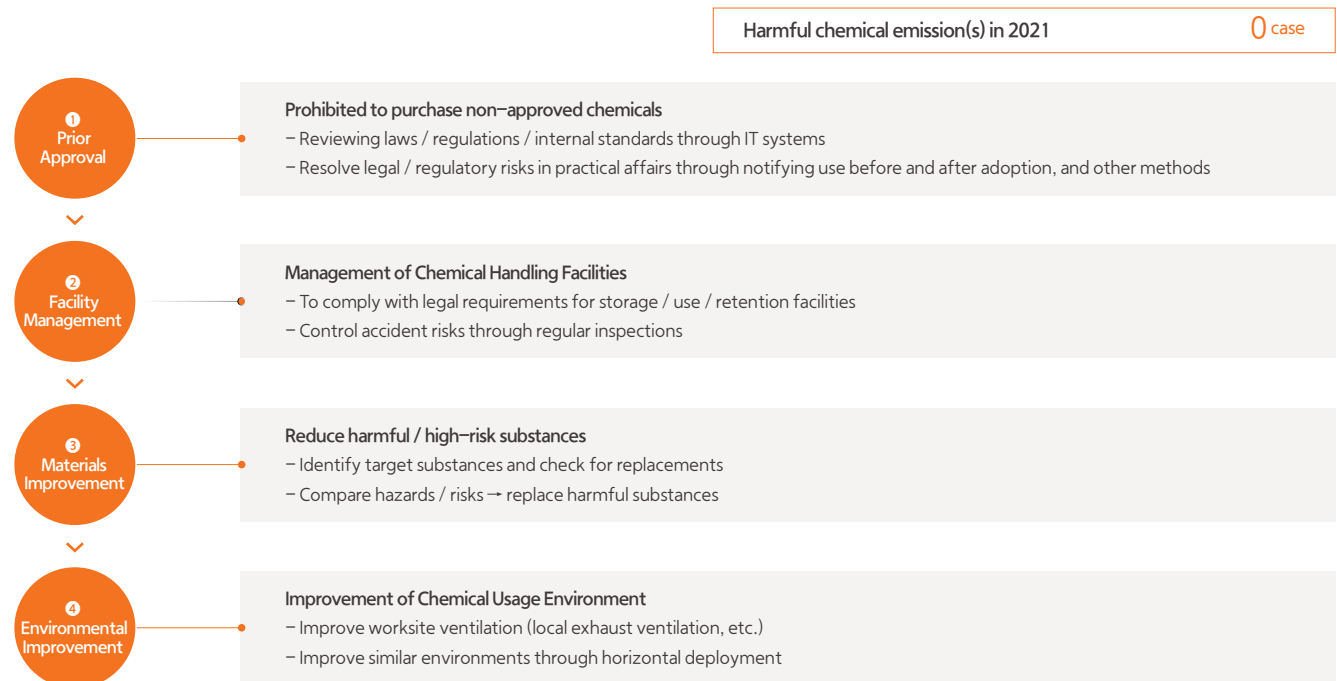 Harmful chemical emission(s) in 2021 0 case
❶
Prior
Approval
Prohibited to purchase non-approved chemicals
- Reviewing laws / regulations / internal standards through IT systems
- Resolve legal / regulatory risks in practical affairs through notifying use before and after adoption, and other methods
❷
Facility
Management
Management of Chemical Handling Facilities
- To comply with legal requirements for storage / use / retention facilities
- Control accident risks through regular inspections
❸
Materials
Improvement
Reduce harmful / high-risk substances
- Identify target substances and check for replacements
- Compare hazards / risks → replace harmful substances
❹
Environmental
Improvement
Improvement of Chemical Usage Environment
- Improve worksite ventilation (local exhaust ventilation, etc.)
- Improve similar environments through horizontal deployment